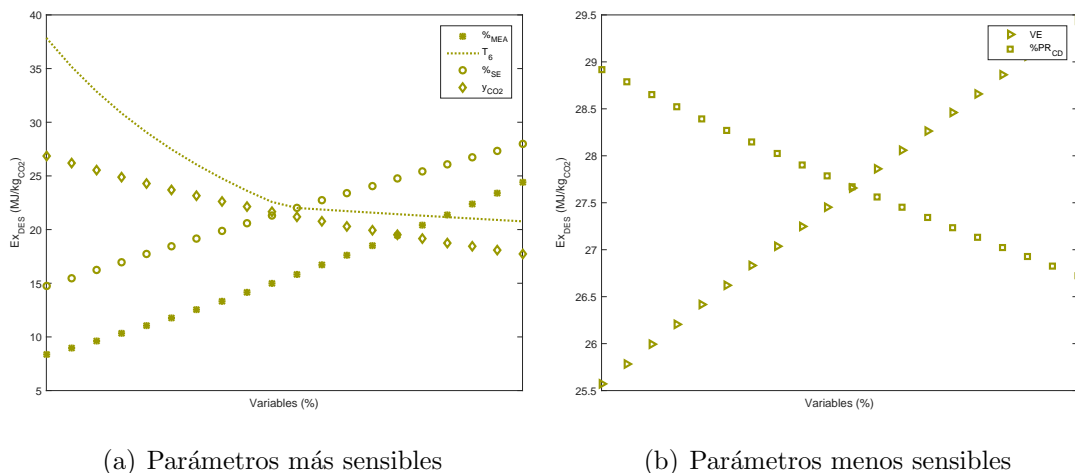 40
35
30
25
20
15
10
5
Ex_DES (MJ/kg_CO2)
Variables (%)
%_MEA
T_6
%_SE
y_CO2
(a) Parámetros más sensibles
29.5
29
28.5
28
27.5
27
26.5
26
25.5
Ex_DES (MJ/kg_CO2)
Variables (%)
VE
%PR_CD
(b) Parámetros menos sensibles